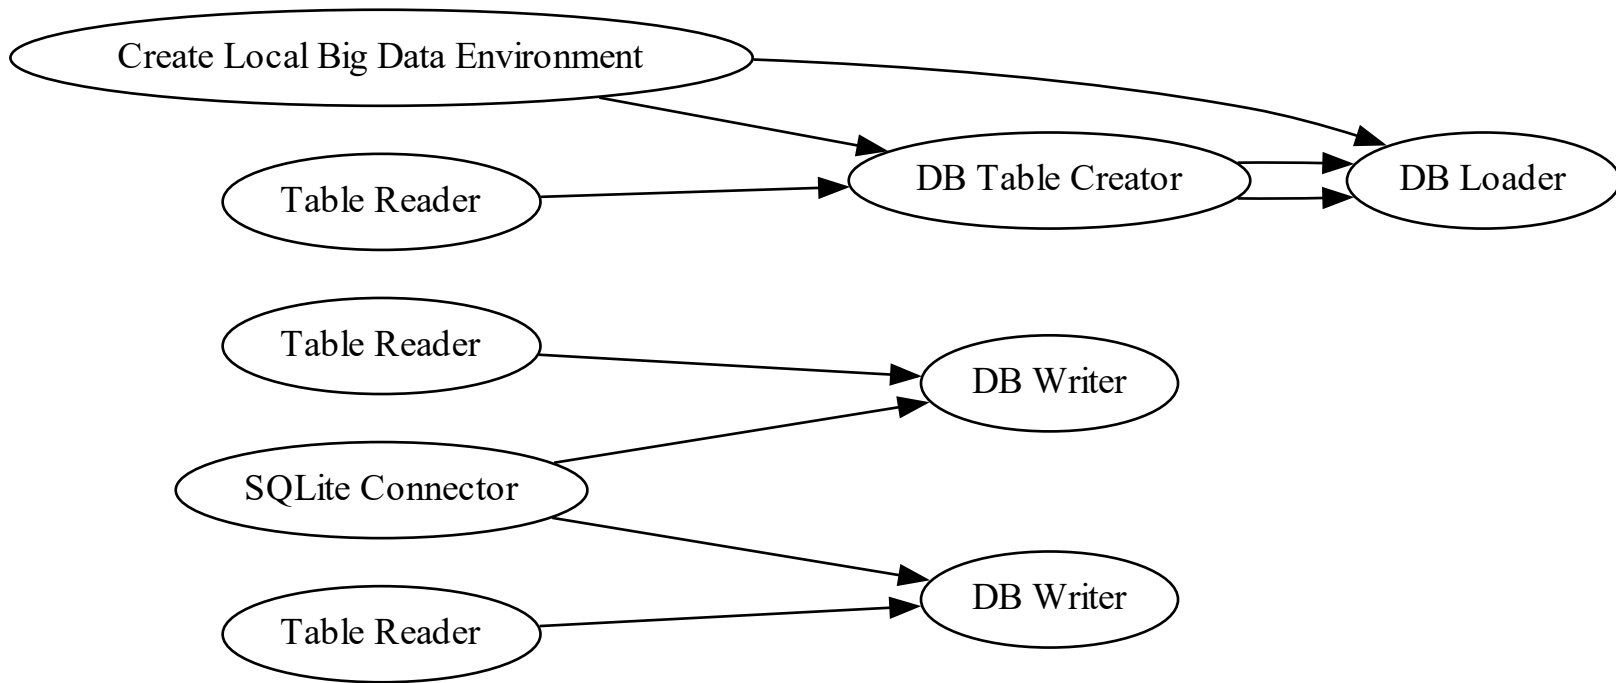 Create Local Big Data Environment
Table Reader
DB Table Creator
DB Loader
Table Reader
DB Writer
SQLite Connector
DB Writer
Table Reader